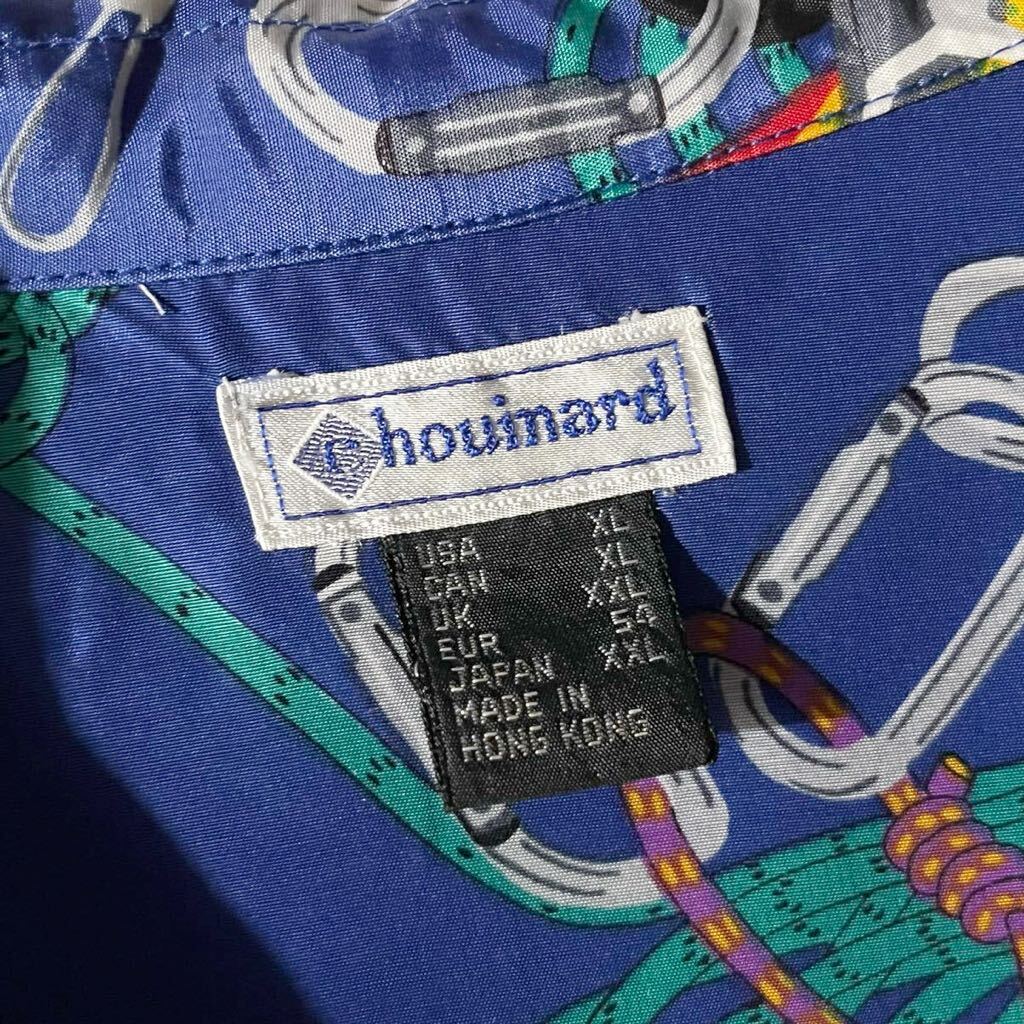 chouinard
XL
USA XL
CAN XXL
UK 54
EUR XXL
JAPAN
MADE IN
HONG KONG